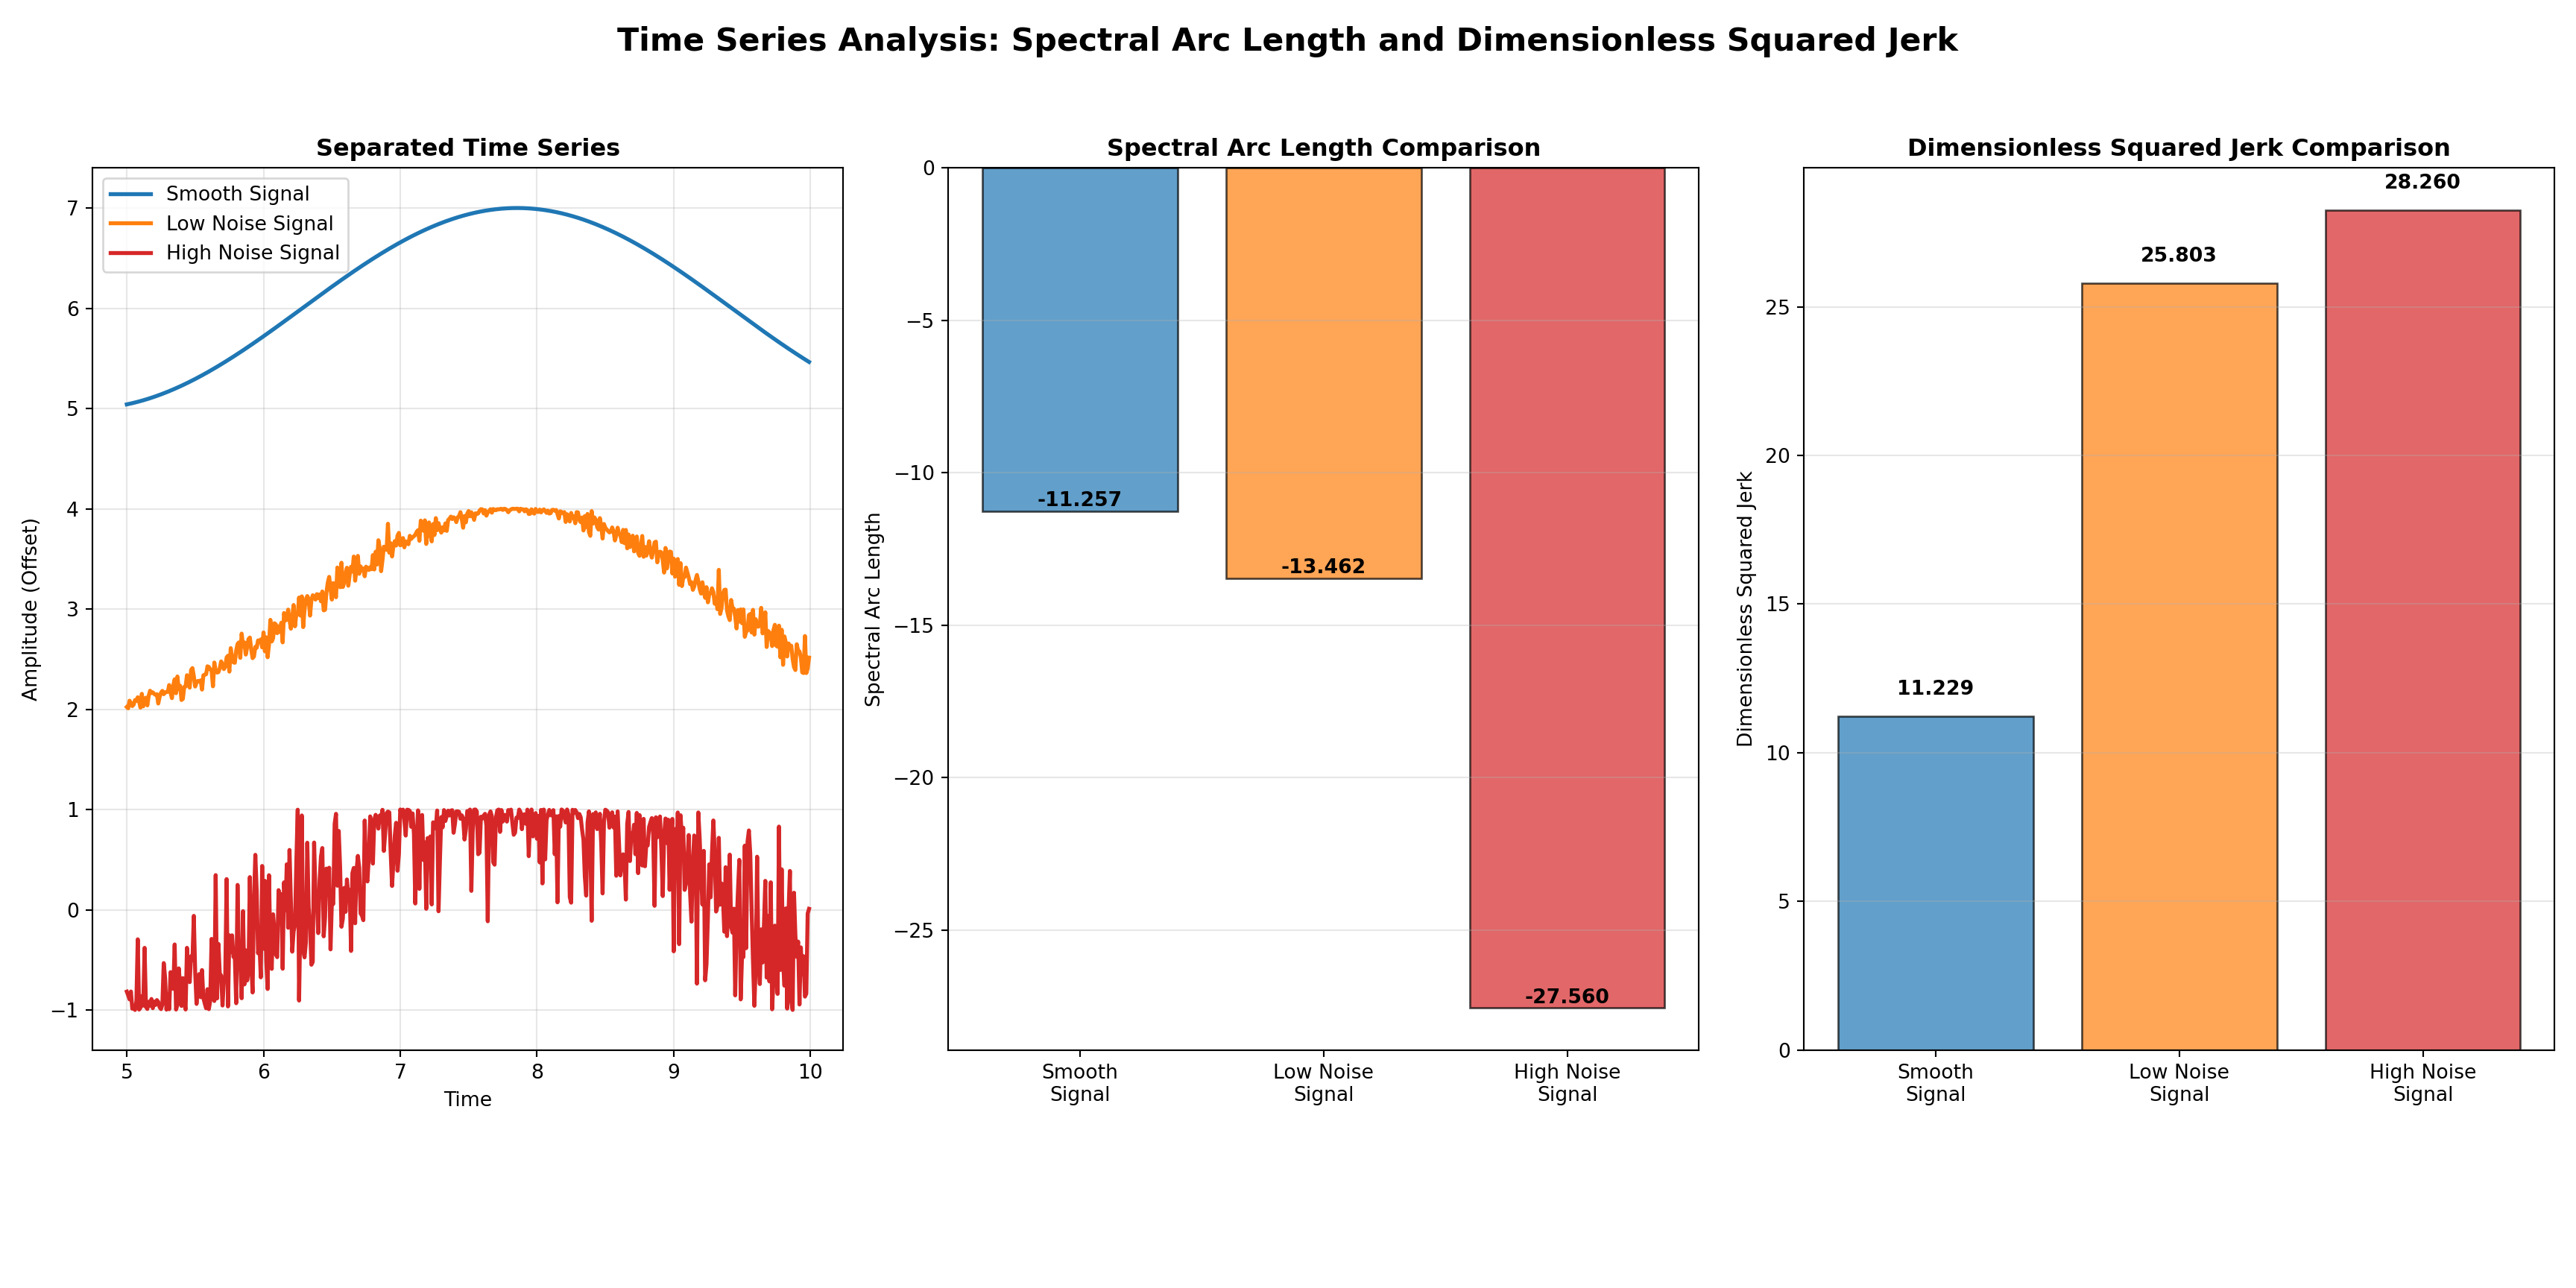 Time Series Analysis: Spectral Arc Length and Dimensionless Squared Jerk
Separated Time Series
Smooth Signal
Low Noise Signal
High Noise Signal
7
6
5
4
3
2
1
0
−1
Amplitude (Offset)
5 6 7 8 9 10
Time
Spectral Arc Length Comparison
0
−5
−10
−15
−20
−25
Spectral Arc Length
-11.257
-13.462
-27.560
Smooth
Signal
Low Noise
Signal
High Noise
Signal
Dimensionless Squared Jerk Comparison
25
20
15
10
5
0
Dimensionless Squared Jerk
11.229
25.803
28.260
Smooth
Signal
Low Noise
Signal
High Noise
Signal